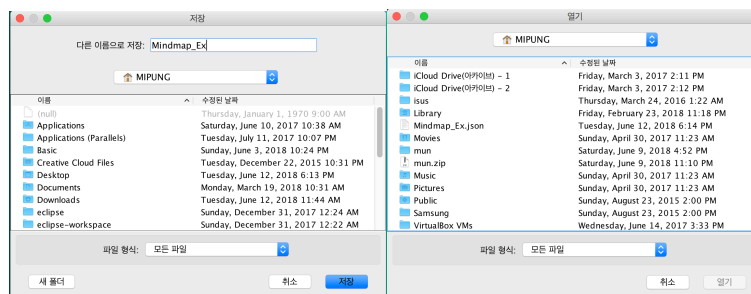 저장
다른 이름으로 저장: Mindmap_Ex
MIPUNG
이름 수정된 날짜
(null) Thursday, January 1, 1970 9:00 AM
Applications Saturday, June 10, 2017 10:38 AM
Applications (Parallels) Tuesday, July 11, 2017 10:07 PM
Basic Sunday, June 3, 2018 10:24 PM
Creative Cloud Files Tuesday, December 22, 2015 10:31 PM
Desktop Tuesday, June 12, 2018 6:13 PM
Documents Monday, March 19, 2018 10:31 AM
Downloads Tuesday, June 12, 2018 11:44 AM
eclipse Sunday, December 31, 2017 12:24 AM
eclipse-workspace Sunday, December 31, 2017 12:22 AM
파일 형식: 모든 파일
새 폴더 취소 저장
열기
MIPUNG
이름 수정된 날짜
iCloud Drive(아카이브) - 1 Friday, March 3, 2017 2:11 PM
iCloud Drive(아카이브) - 2 Friday, March 3, 2017 2:12 PM
isus Thursday, March 24, 2016 1:22 AM
Library Friday, February 23, 2018 11:18 PM
Mindmap_Ex.json Tuesday, June 12, 2018 6:14 PM
Movies Sunday, April 30, 2017 11:23 AM
mun Saturday, June 9, 2018 4:52 PM
mun.zip Saturday, June 9, 2018 11:10 PM
Music Sunday, April 30, 2017 11:23 AM
Pictures Sunday, April 30, 2017 11:23 AM
Public Sunday, August 23, 2015 2:00 PM
Samsung Sunday, August 23, 2015 2:00 PM
VirtualBox VMs Wednesday, June 14, 2017 3:33 PM
파일 형식: 모든 파일
취소 열기